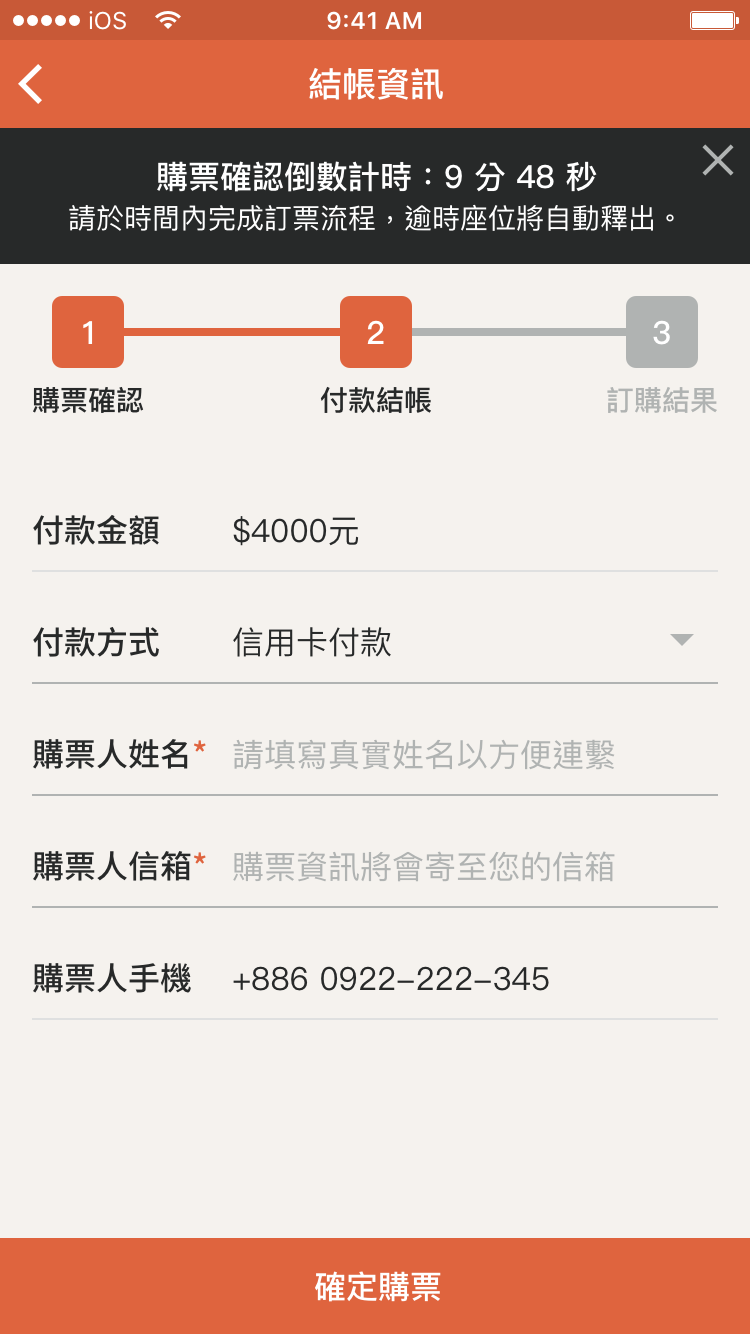 iOS 9:41 AM
結帳資訊
購票確認倒數計時：9 分 48 秒
請於時間內完成訂票流程，逾時座位將自動釋出。
1 2 3
購票確認 付款結帳 訂購結果
付款金額 $4000元
付款方式 信用卡付款
購票人姓名* 請填寫真實姓名以方便連繫
購票人信箱* 購票資訊將會寄至您的信箱
購票人手機 +886 0922–222–345
確定購票